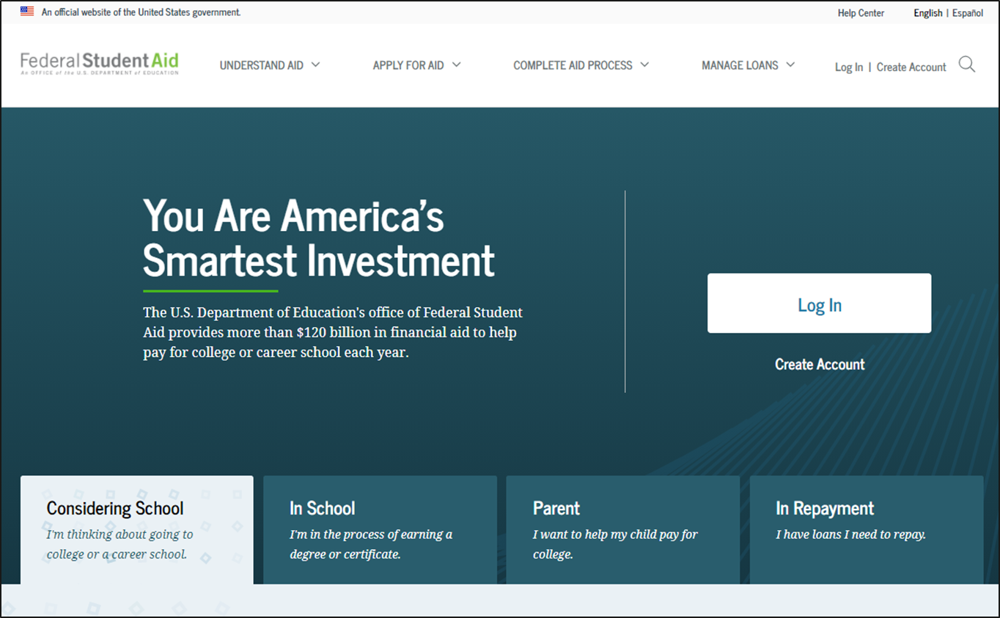 An official website of the United States government.
Help Center English | Español
Federal Student Aid
An OFFICE of the U.S. DEPARTMENT of EDUCATION
UNDERSTAND AID APPLY FOR AID COMPLETE AID PROCESS MANAGE LOANS Log In | Create Account
You Are America’s
Smartest Investment
The U.S. Department of Education's office of Federal Student
Aid provides more than $120 billion in financial aid to help
pay for college or career school each year.
Log In
Create Account
Considering School
I'm thinking about going to
college or a career school.
In School
I'm in the process of earning a
degree or certificate.
Parent
I want to help my child pay for
college.
In Repayment
I have loans I need to repay.